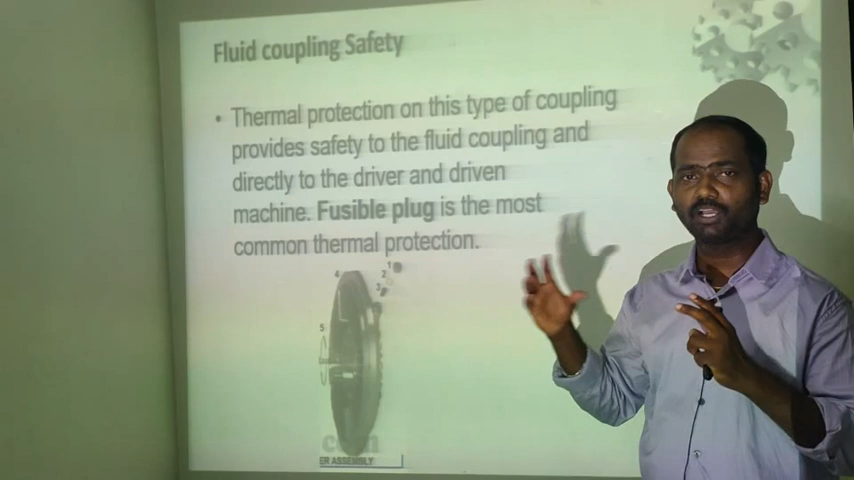 Fluid coupling Safety
• Thermal protection on this type of coupling
provides safety to the fluid coupling and
directly to the driver and driven
machine. Fusible plug is the most
common thermal protection.
1
4
2
3
5
ER ASSEMBLY